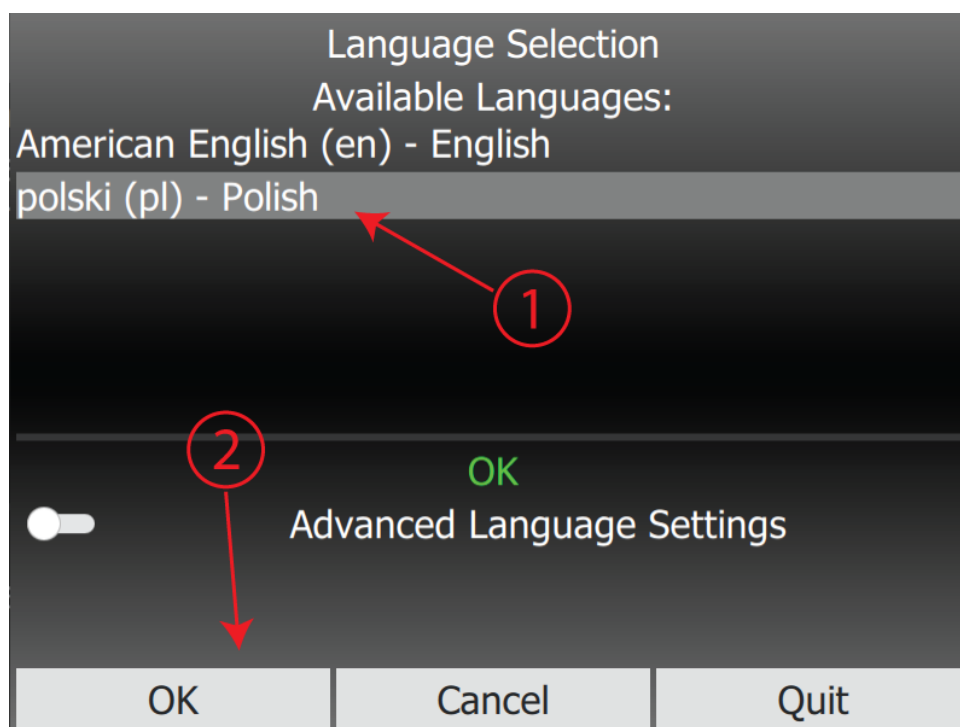 Language Selection
Available Languages:
American English (en) - English
polski (pl) - Polish
1
2
OK
Advanced Language Settings
OK Cancel Quit